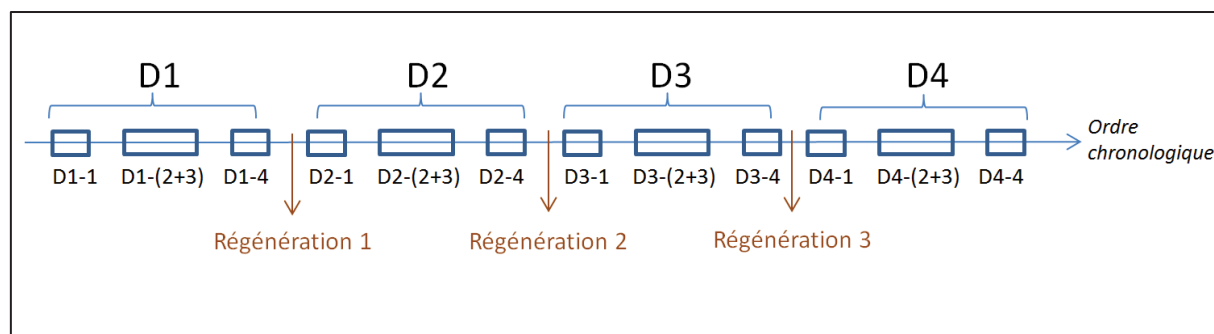 D1 D2 D3 D4
Ordre
chronologique
D1-1 D1-(2+3) D1-4 D2-1 D2-(2+3) D2-4 D3-1 D3-(2+3) D3-4 D4-1 D4-(2+3) D4-4
Régénération 1 Régénération 2 Régénération 3